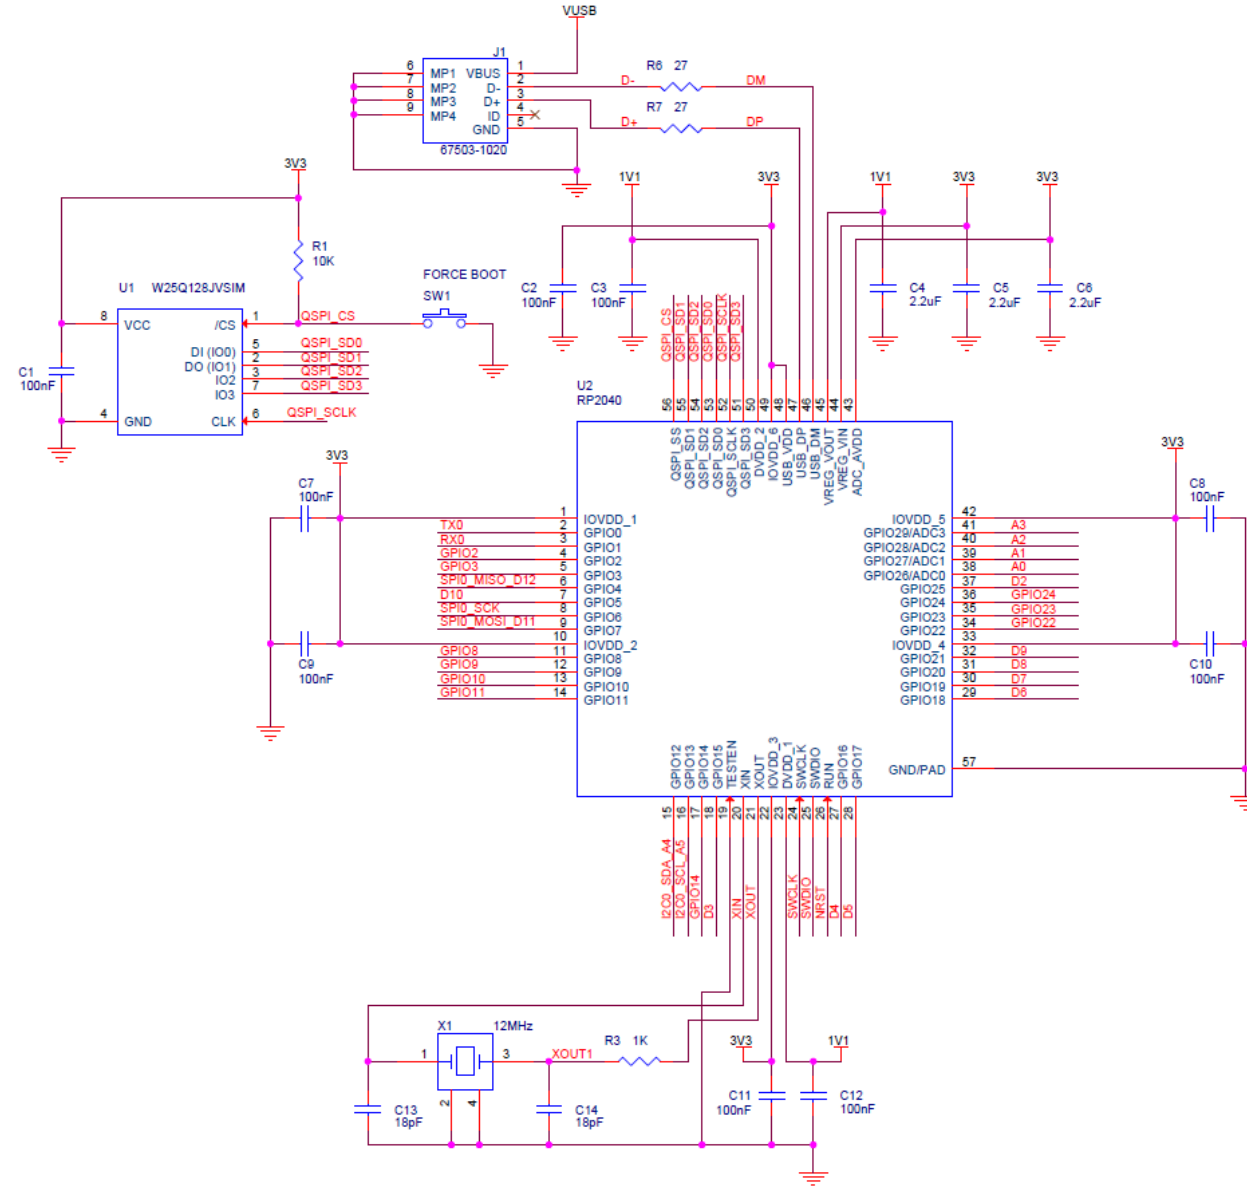 VUSB
J1
6 MP1 VBUS 1
7 MP2 D- 2
8 MP3 D+ 3
9 MP4 ID 4
GND 5
67503-1020
D- R6 27 DM
D+ R7 27 DP
3V3
R1
10K
U1 W25Q128JVSIM
8 VCC /CS 1 QSPI_CS
DI (IO0) 5 QSPI_SD0
DO (IO1) 2 QSPI_SD1
IO2 3 QSPI_SD2
IO3 7 QSPI_SD3
4 GND CLK 6 QSPI_SCLK
C1
100nF
FORCE BOOT
SW1
1V1
3V3
C2
100nF
C3
100nF
1V1
3V3
3V3
C4
2.2uF
C5
2.2uF
C6
2.2uF
QSPI_CS
QSPI_SD1
QSPI_SD2
QSPI_SD0
QSPI_SCLK
QSPI_SD3
U2
RP2040
56 QSPI_SS
55 QSPI_SD1
54 QSPI_SD2
53 QSPI_SD0
52 QSPI_SCLK
51 QSPI_SD3
50 DVDD_2
49 IOVDD_6
48 USB_VDD
47 USB_DP
46 USB_DM
45 VREG_VOUT
44 VREG_VIN
43 ADC_AVDD
3V3
C7
100nF
C9
100nF
1 IOVDD_1
TX0 2 GPIO0
RX0 3 GPIO1
GPIO2 4 GPIO2
GPIO3 5 GPIO3
SPI0_MISO_D12 6 GPIO4
D10 7 GPIO5
SPI0_SCK 8 GPIO6
SPI0_MOSI_D11 9 GPIO7
10 IOVDD_2
GPIO8 11 GPIO8
GPIO9 12 GPIO9
GPIO10 13 GPIO10
GPIO11 14 GPIO11
3V3
C8
100nF
C10
100nF
IOVDD_5 42
GPIO29/ADC3 41 A3
GPIO28/ADC2 40 A2
GPIO27/ADC1 39 A1
GPIO26/ADC0 38 A0
GPIO25 37 D2
GPIO24 36 GPIO24
GPIO23 35 GPIO23
GPIO22 34 GPIO22
IOVDD_4 33
GPIO21 32 D9
GPIO20 31 D8
GPIO19 30 D7
GPIO18 29 D6
GND/PAD 57
GPIO12 15 I2C0_SDA_A4
GPIO13 16 I2C0_SCL_A5
GPIO14 17 GPIO14
GPIO15 18 D3
TESTEN 19
XIN 20 XIN
XOUT 21 XOUT
IOVDD_3 22
DVDD_1 23
SWCLK 24 SWCLK
SWDIO 25 SWDIO
RUN 26 NRST
GPIO16 27 D4
GPIO17 28 D5
X1 12MHz
1 3 XOUT1
2 4
R3 1K
C13
18pF
C14
18pF
3V3
1V1
C11
100nF
C12
100nF